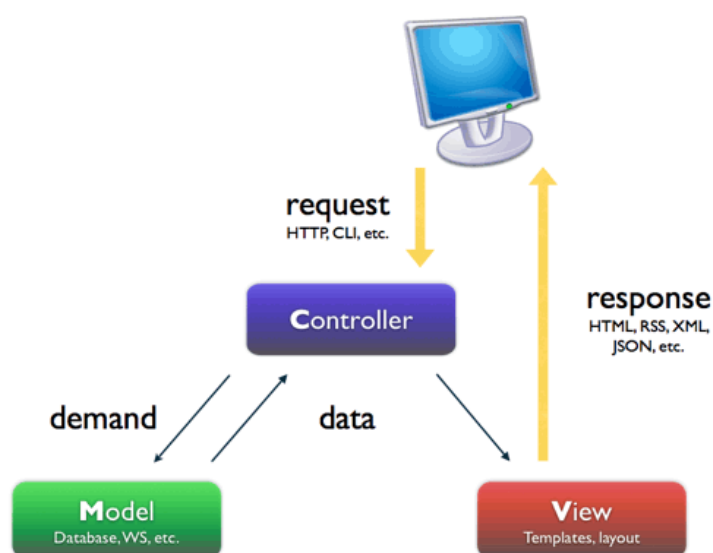 request
HTTP, CLI, etc.
Controller
response
HTML, RSS, XML,
JSON, etc.
demand
data
Model
Database, WS, etc.
View
Templates, layout